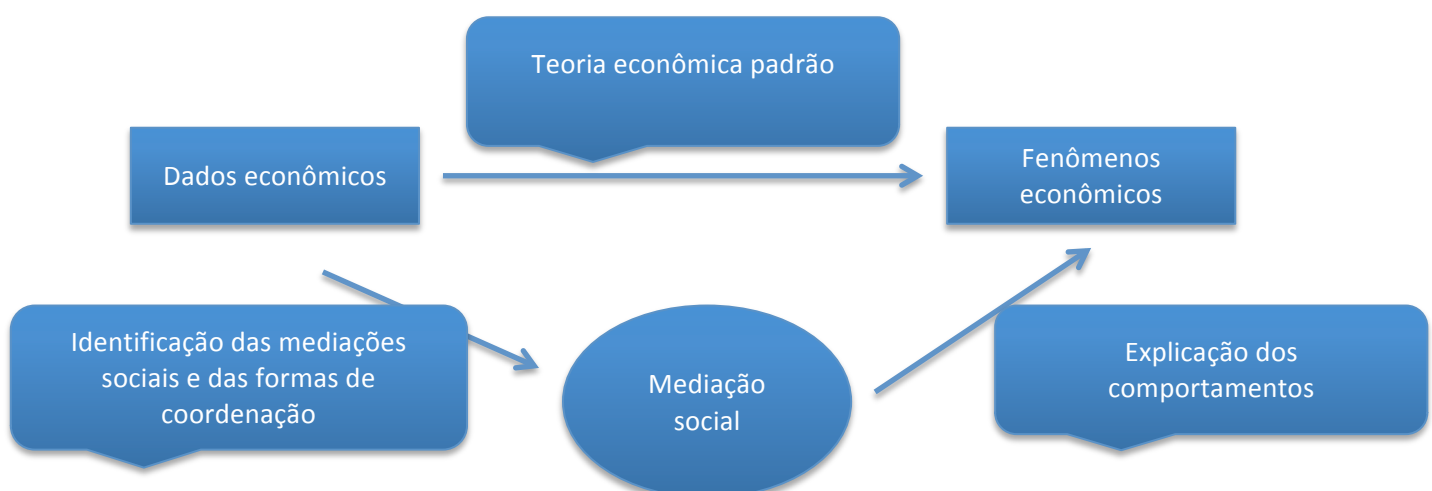 Teoria econômica padrão
Dados econômicos
Fenômenos
econômicos
Identificação das mediações
sociais e das formas de
coordenação
Mediação
social
Explicação dos
comportamentos